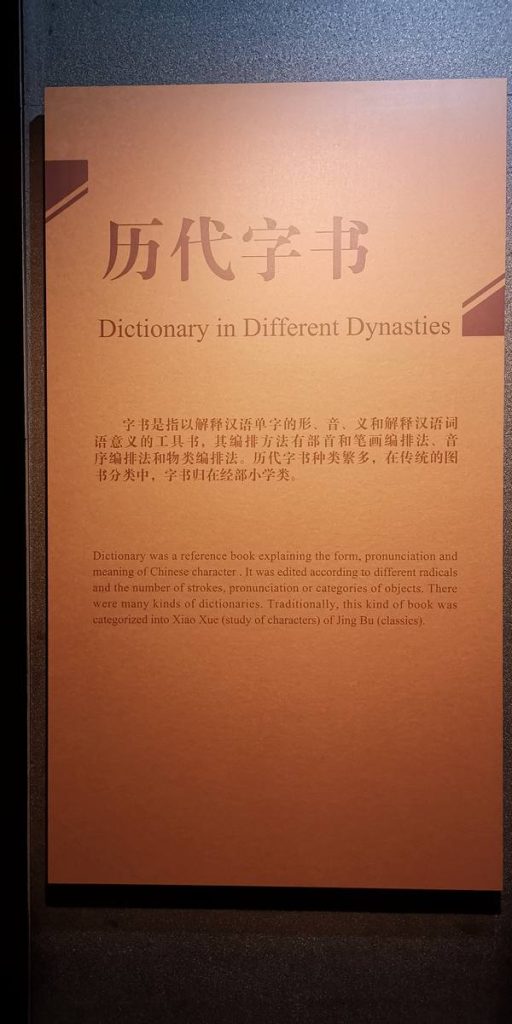 历代字书
Dictionary in Different Dynasties
字书是指以解释汉语单字的形、音、义和解释汉语词
语意义的工具书，其编排方法有部首和笔画编排法、音
序编排法和物类编排法。历代字书种类繁多，在传统的图
书分类中，字书归在经部小学类。
Dictionary was a reference book explaining the form, pronunciation and
meaning of Chinese character . It was edited according to different radicals
and the number of strokes, pronunciation or categories of objects. There
were many kinds of dictionaries. Traditionally, this kind of book was
categorized into Xiao Xue (study of characters) of Jing Bu (classics).